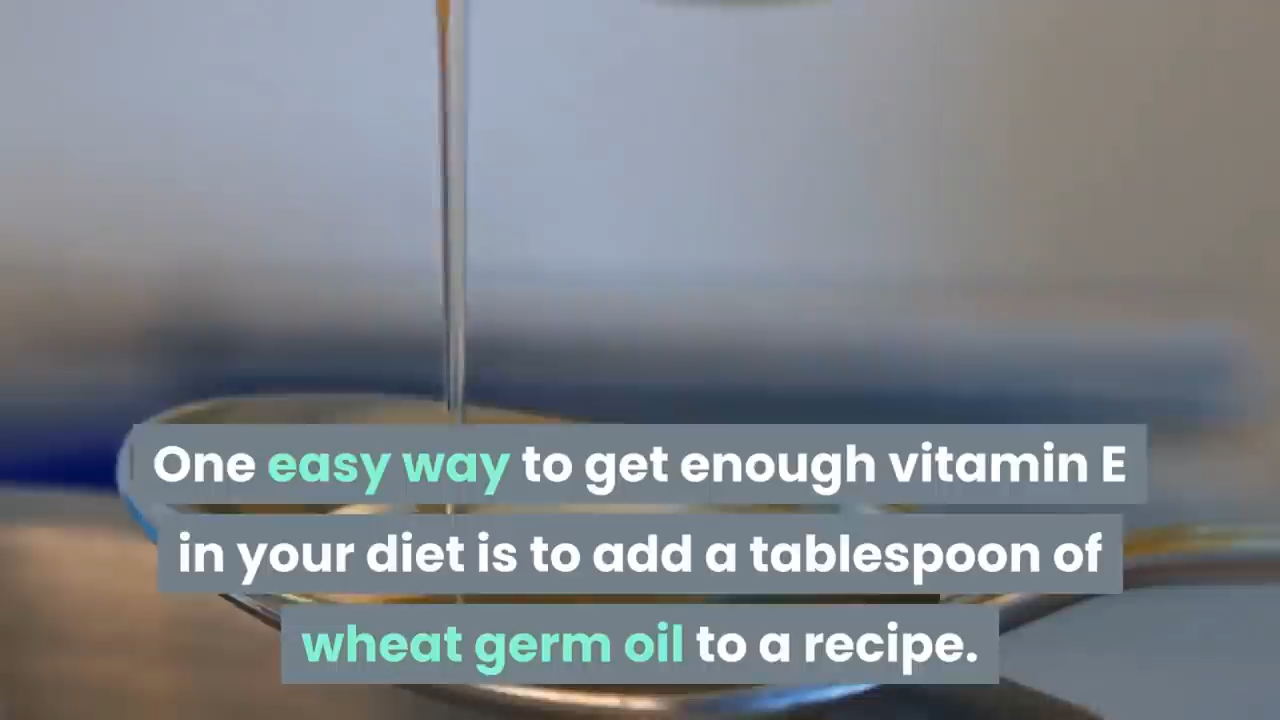 One easy way to get enough vitamin E
in your diet is to add a tablespoon of
wheat germ oil to a recipe.